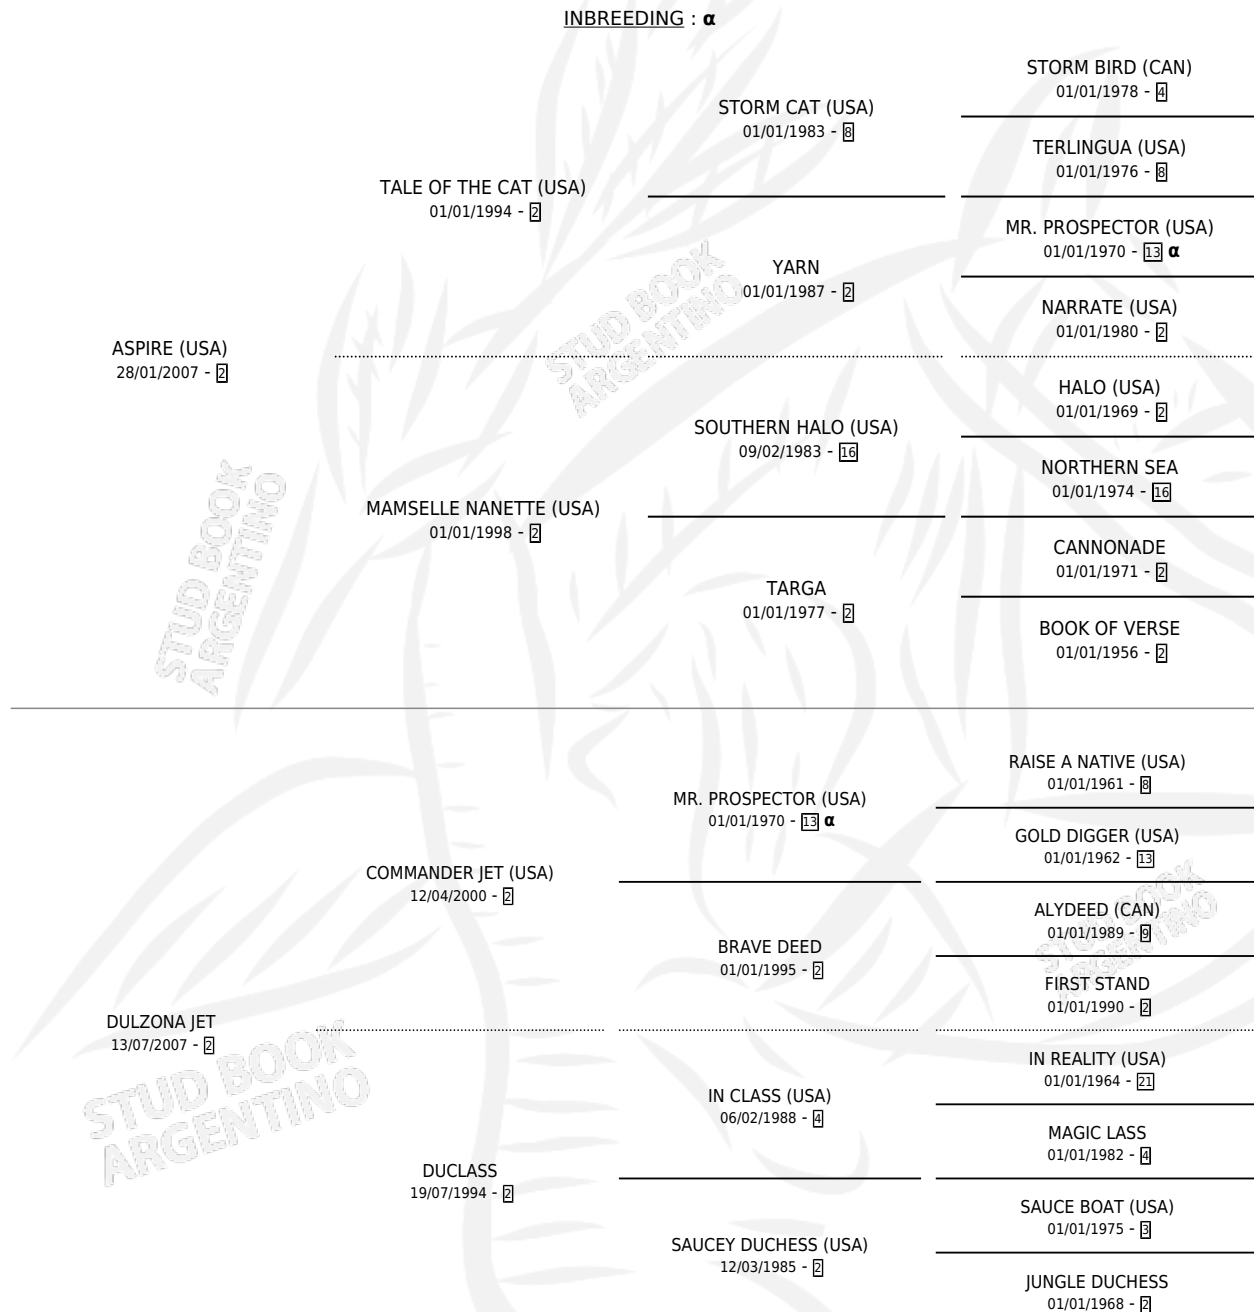 INBREEDING : α
STORM BIRD (CAN)
01/01/1978 - 4
STORM CAT (USA)
01/01/1983 - 8
TERLINGUA (USA)
01/01/1976 - 8
TALE OF THE CAT (USA)
01/01/1994 - 2
MR. PROSPECTOR (USA)
01/01/1970 - 13 α
YARN
01/01/1987 - 2
NARRATE (USA)
01/01/1980 - 2
ASPIRE (USA)
28/01/2007 - 2
HALO (USA)
01/01/1969 - 2
SOUTHERN HALO (USA)
09/02/1983 - 16
NORTHERN SEA
01/01/1974 - 16
MAMSELLE NANETTE (USA)
01/01/1998 - 2
CANNONADE
01/01/1971 - 2
TARGA
01/01/1977 - 2
BOOK OF VERSE
01/01/1956 - 2
RAISE A NATIVE (USA)
01/01/1961 - 8
MR. PROSPECTOR (USA)
01/01/1970 - 13 α
GOLD DIGGER (USA)
01/01/1962 - 13
COMMANDER JET (USA)
12/04/2000 - 2
ALYDEED (CAN)
01/01/1989 - 9
BRAVE DEED
01/01/1995 - 2
FIRST STAND
01/01/1990 - 2
DULZONA JET
13/07/2007 - 2
IN REALITY (USA)
01/01/1964 - 21
IN CLASS (USA)
06/02/1988 - 4
MAGIC LASS
01/01/1982 - 4
DUCLASS
19/07/1994 - 2
SAUCE BOAT (USA)
01/01/1975 - 3
SAUCEY DUCHESS (USA)
12/03/1985 - 2
JUNGLE DUCHESS
01/01/1968 - 2
STUD BOOK
ARGENTINO
STUD BOOK
ARGENTINO
STUD BOOK
ARGENTINO
STUD BOOK
ARGENTINO